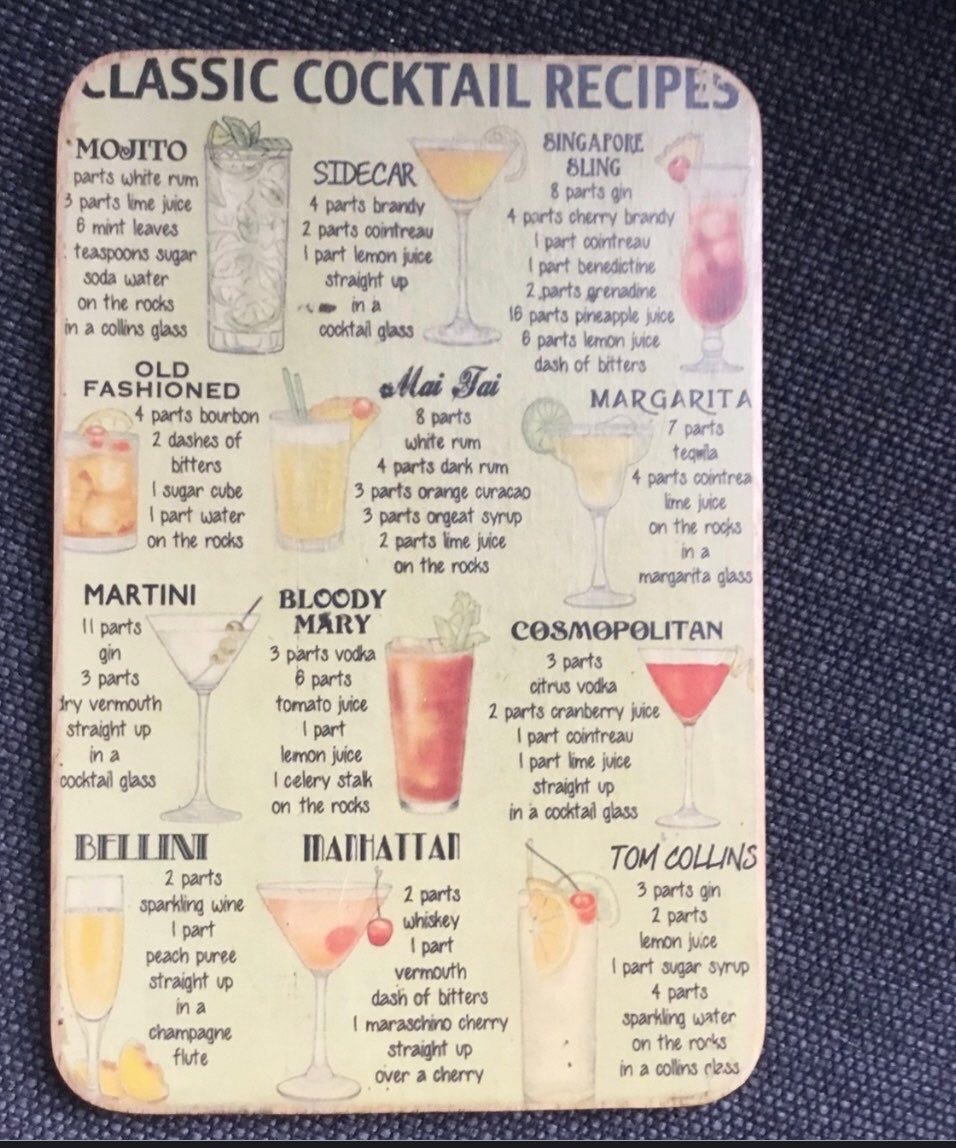 CLASSIC COCKTAIL RECIPES
MOJITO
parts white rum
3 parts lime juice
6 mint leaves
teaspoons sugar
soda water
on the rocks
in a collins glass
SIDECAR
4 parts brandy
2 parts cointreau
1 part lemon juice
straight up
in a
cocktail glass
SINGAPORE
SLING
8 parts gin
4 parts cherry brandy
1 part cointreau
1 part benedictine
2 parts grenadine
16 parts pineapple juice
6 parts lemon juice
dash of bitters
OLD
FASHIONED
4 parts bourbon
2 dashes of
bitters
1 sugar cube
1 part water
on the rocks
Mai Tai
8 parts
white rum
4 parts dark rum
3 parts orange curacao
3 parts orgeat syrup
2 parts lime juice
on the rocks
MARGARITA
7 parts
tequila
4 parts cointrea
lime juice
on the rocks
in a
margarita glass
MARTINI
11 parts
gin
3 parts
dry vermouth
straight up
in a
cocktail glass
BLOODY
MARY
3 parts vodka
6 parts
tomato juice
1 part
lemon juice
1 celery stalk
on the rocks
COSMOPOLITAN
3 parts
citrus vodka
2 parts cranberry juice
1 part cointreau
1 part lime juice
straight up
in a cocktail glass
BELLINI
2 parts
sparkling wine
1 part
peach puree
straight up
in a
champagne
flute
MANHATTAN
2 parts
whiskey
1 part
vermouth
dash of bitters
1 maraschino cherry
straight up
over a cherry
TOM COLLINS
3 parts gin
2 parts
lemon juice
1 part sugar syrup
4 parts
sparkling water
on the rocks
in a collins glass